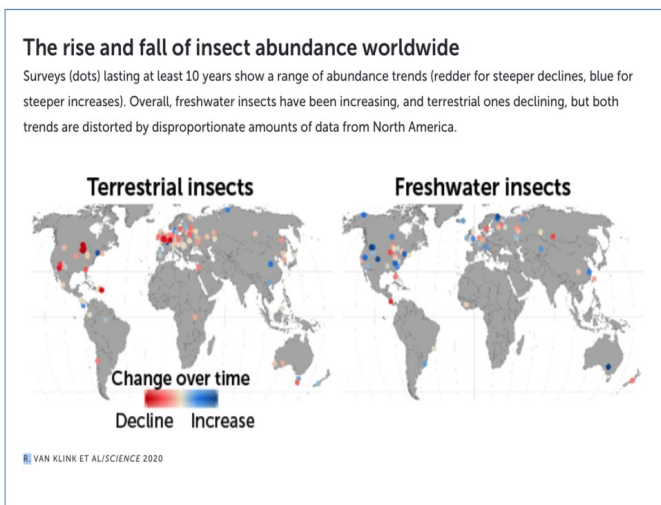 The rise and fall of insect abundance worldwide
Surveys (dots) lasting at least 10 years show a range of abundance trends (redder for steeper declines, blue for
steeper increases). Overall, freshwater insects have been increasing, and terrestrial ones declining, but both
trends are distorted by disproportionate amounts of data from North America.
Terrestrial insects
Freshwater insects
Change over time
Decline Increase
R. VAN KLINK ET AL/SCIENCE 2020